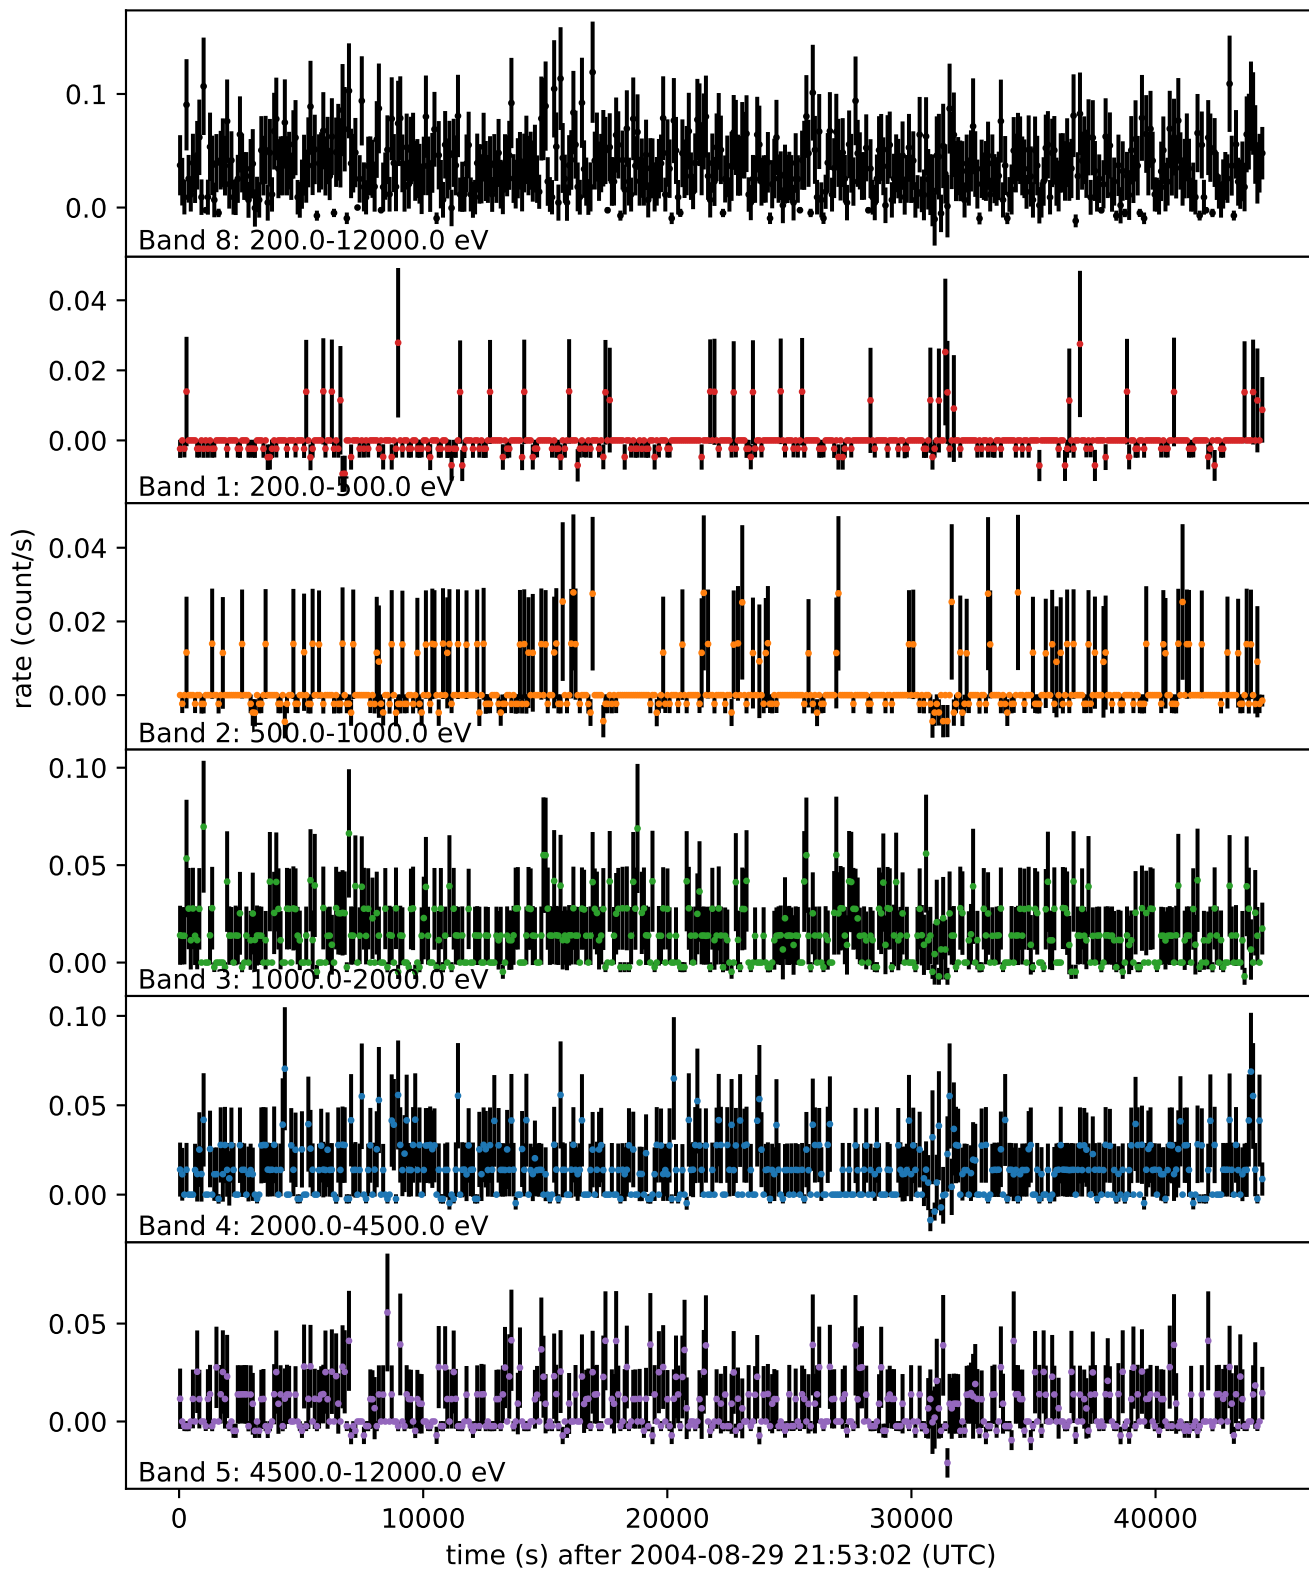 0.1
0.0
Band 8: 200.0-12000.0 eV
0.04
0.02
0.00
Band 1: 200.0-500.0 eV
rate (count/s)
0.04
0.02
0.00
Band 2: 500.0-1000.0 eV
0.10
0.05
0.00
Band 3: 1000.0-2000.0 eV
0.10
0.05
0.00
Band 4: 2000.0-4500.0 eV
0.05
0.00
Band 5: 4500.0-12000.0 eV
0 10000 20000 30000 40000
time (s) after 2004-08-29 21:53:02 (UTC)